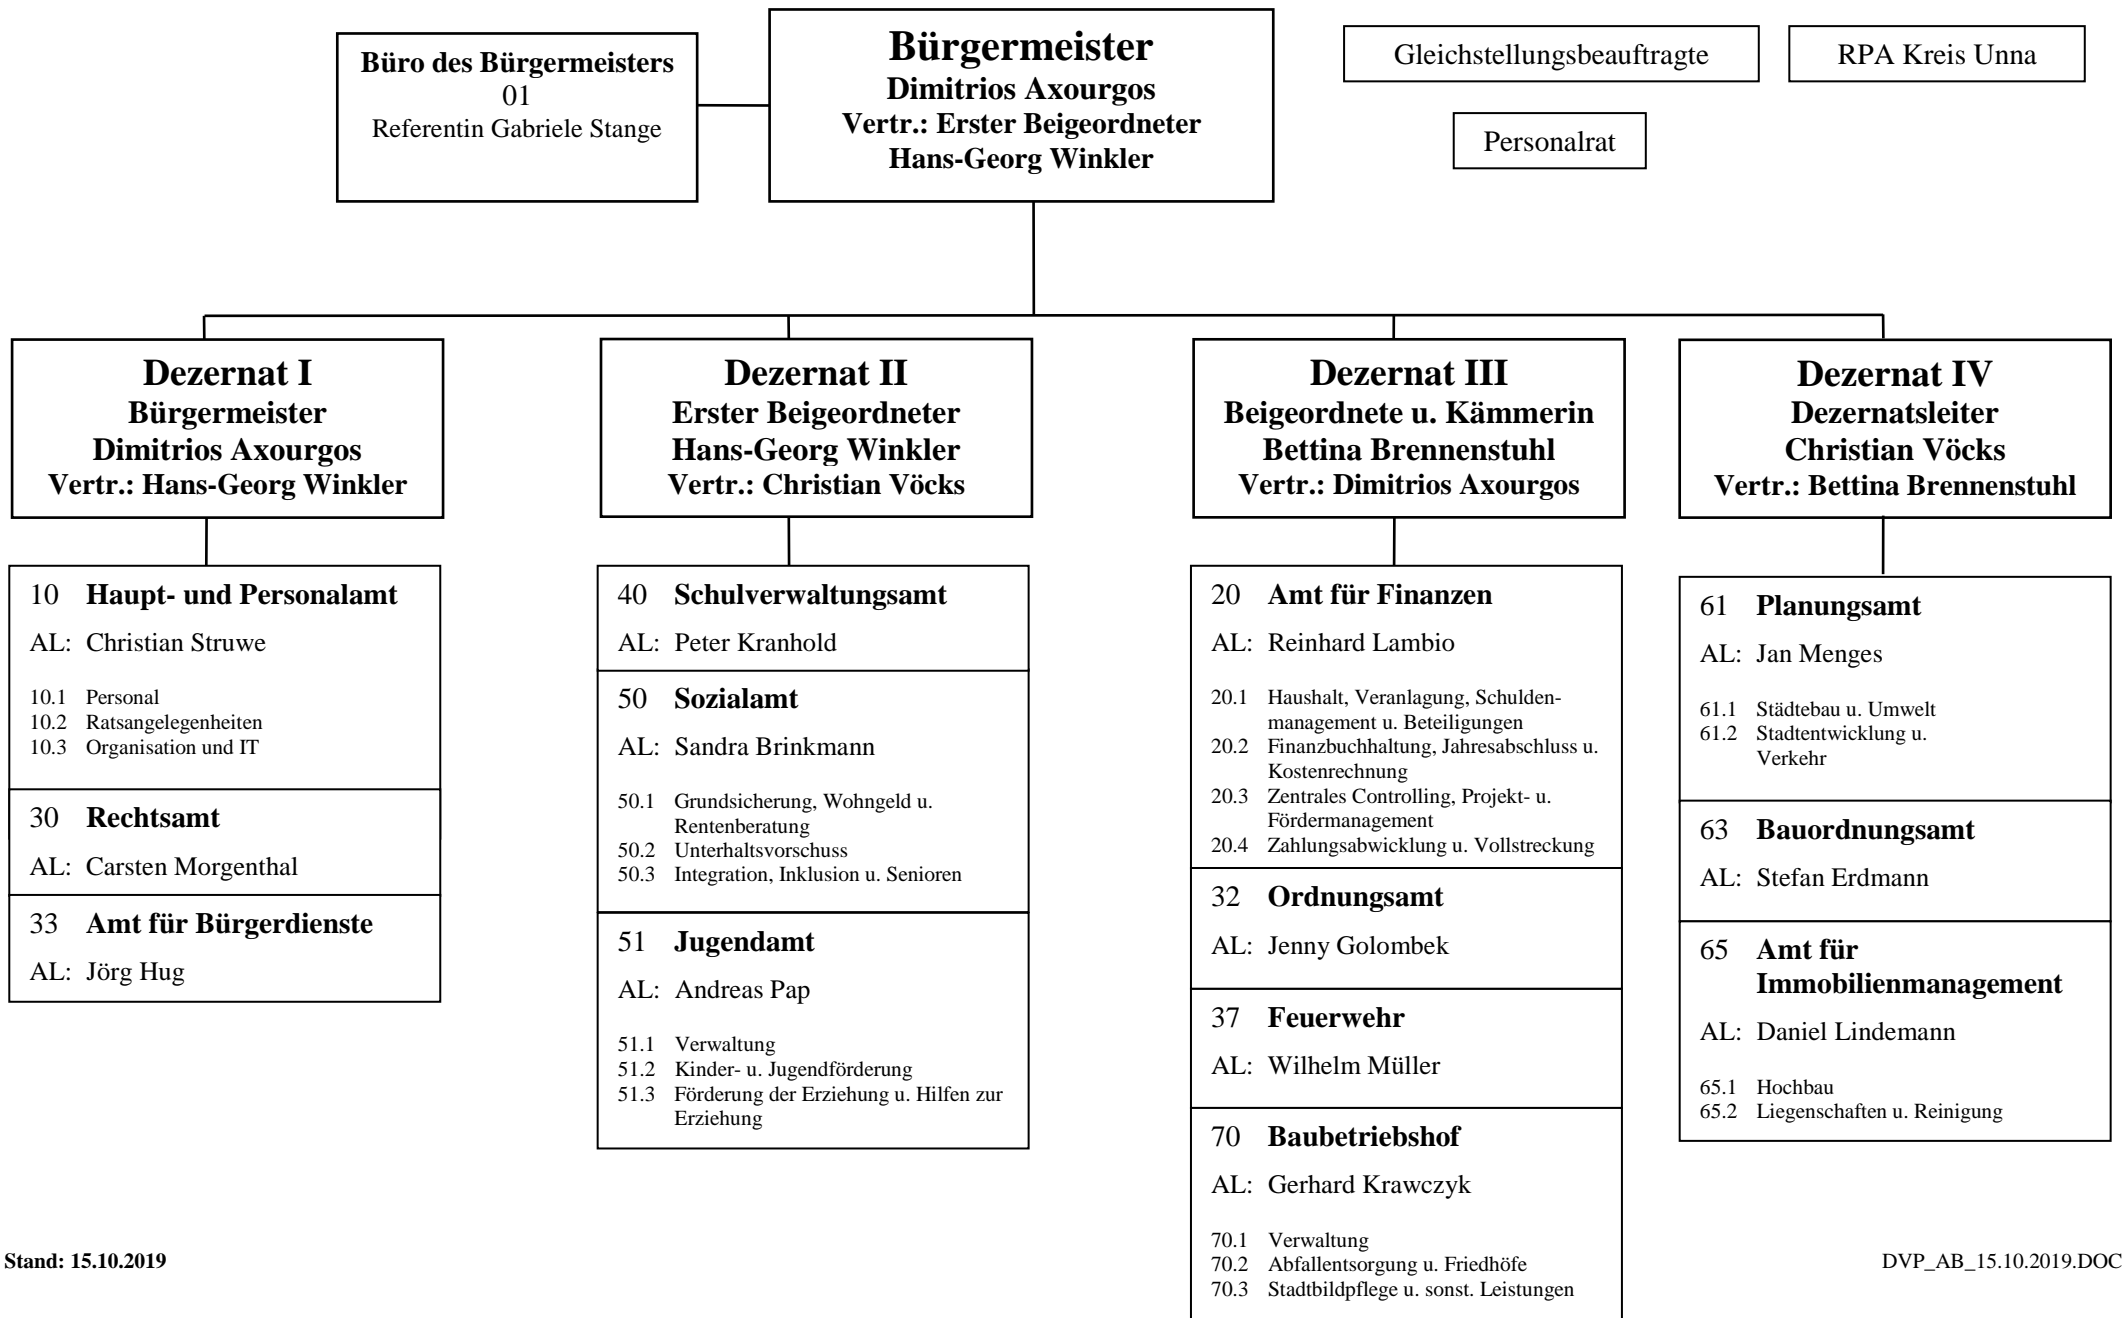 Büro des Bürgermeisters
01
Referentin Gabriele Stange
Bürgermeister
Dimitrios Axourgos
Vertr.: Erster Beigeordneter
Hans-Georg Winkler
Gleichstellungsbeauftragte
RPA Kreis Unna
Personalrat
Dezernat I
Bürgermeister
Dimitrios Axourgos
Vertr.: Hans-Georg Winkler
10 Haupt- und Personalamt
AL: Christian Struwe
10.1 Personal
10.2 Ratsangelegenheiten
10.3 Organisation und IT
30 Rechtsamt
AL: Carsten Morgenthal
33 Amt für Bürgerdienste
AL: Jörg Hug
Dezernat II
Erster Beigeordneter
Hans-Georg Winkler
Vertr.: Christian Vöcks
40 Schulverwaltungsamt
AL: Peter Kranhold
50 Sozialamt
AL: Sandra Brinkmann
50.1 Grundsicherung, Wohngeld u.
Rentenberatung
50.2 Unterhaltsvorschuss
50.3 Integration, Inklusion u. Senioren
51 Jugendamt
AL: Andreas Pap
51.1 Verwaltung
51.2 Kinder- u. Jugendförderung
51.3 Förderung der Erziehung u. Hilfen zur
Erziehung
Dezernat III
Beigeordnete u. Kämmerin
Bettina Brennenstuhl
Vertr.: Dimitrios Axourgos
20 Amt für Finanzen
AL: Reinhard Lambio
20.1 Haushalt, Veranlagung, Schulden-
management u. Beteiligungen
20.2 Finanzbuchhaltung, Jahresabschluss u.
Kostenrechnung
20.3 Zentrales Controlling, Projekt- u.
Fördermanagement
20.4 Zahlungsabwicklung u. Vollstreckung
32 Ordnungsamt
AL: Jenny Golombek
37 Feuerwehr
AL: Wilhelm Müller
70 Baubetriebshof
AL: Gerhard Krawczyk
70.1 Verwaltung
70.2 Abfallentsorgung u. Friedhöfe
70.3 Stadtbildpflege u. sonst. Leistungen
Dezernat IV
Dezernatsleiter
Christian Vöcks
Vertr.: Bettina Brennenstuhl
61 Planungsamt
AL: Jan Menges
61.1 Städtebau u. Umwelt
61.2 Stadtentwicklung u.
Verkehr
63 Bauordnungsamt
AL: Stefan Erdmann
65 Amt für
Immobilienmanagement
AL: Daniel Lindemann
65.1 Hochbau
65.2 Liegenschaften u. Reinigung
Stand: 15.10.2019
DVP_AB_15.10.2019.DOC